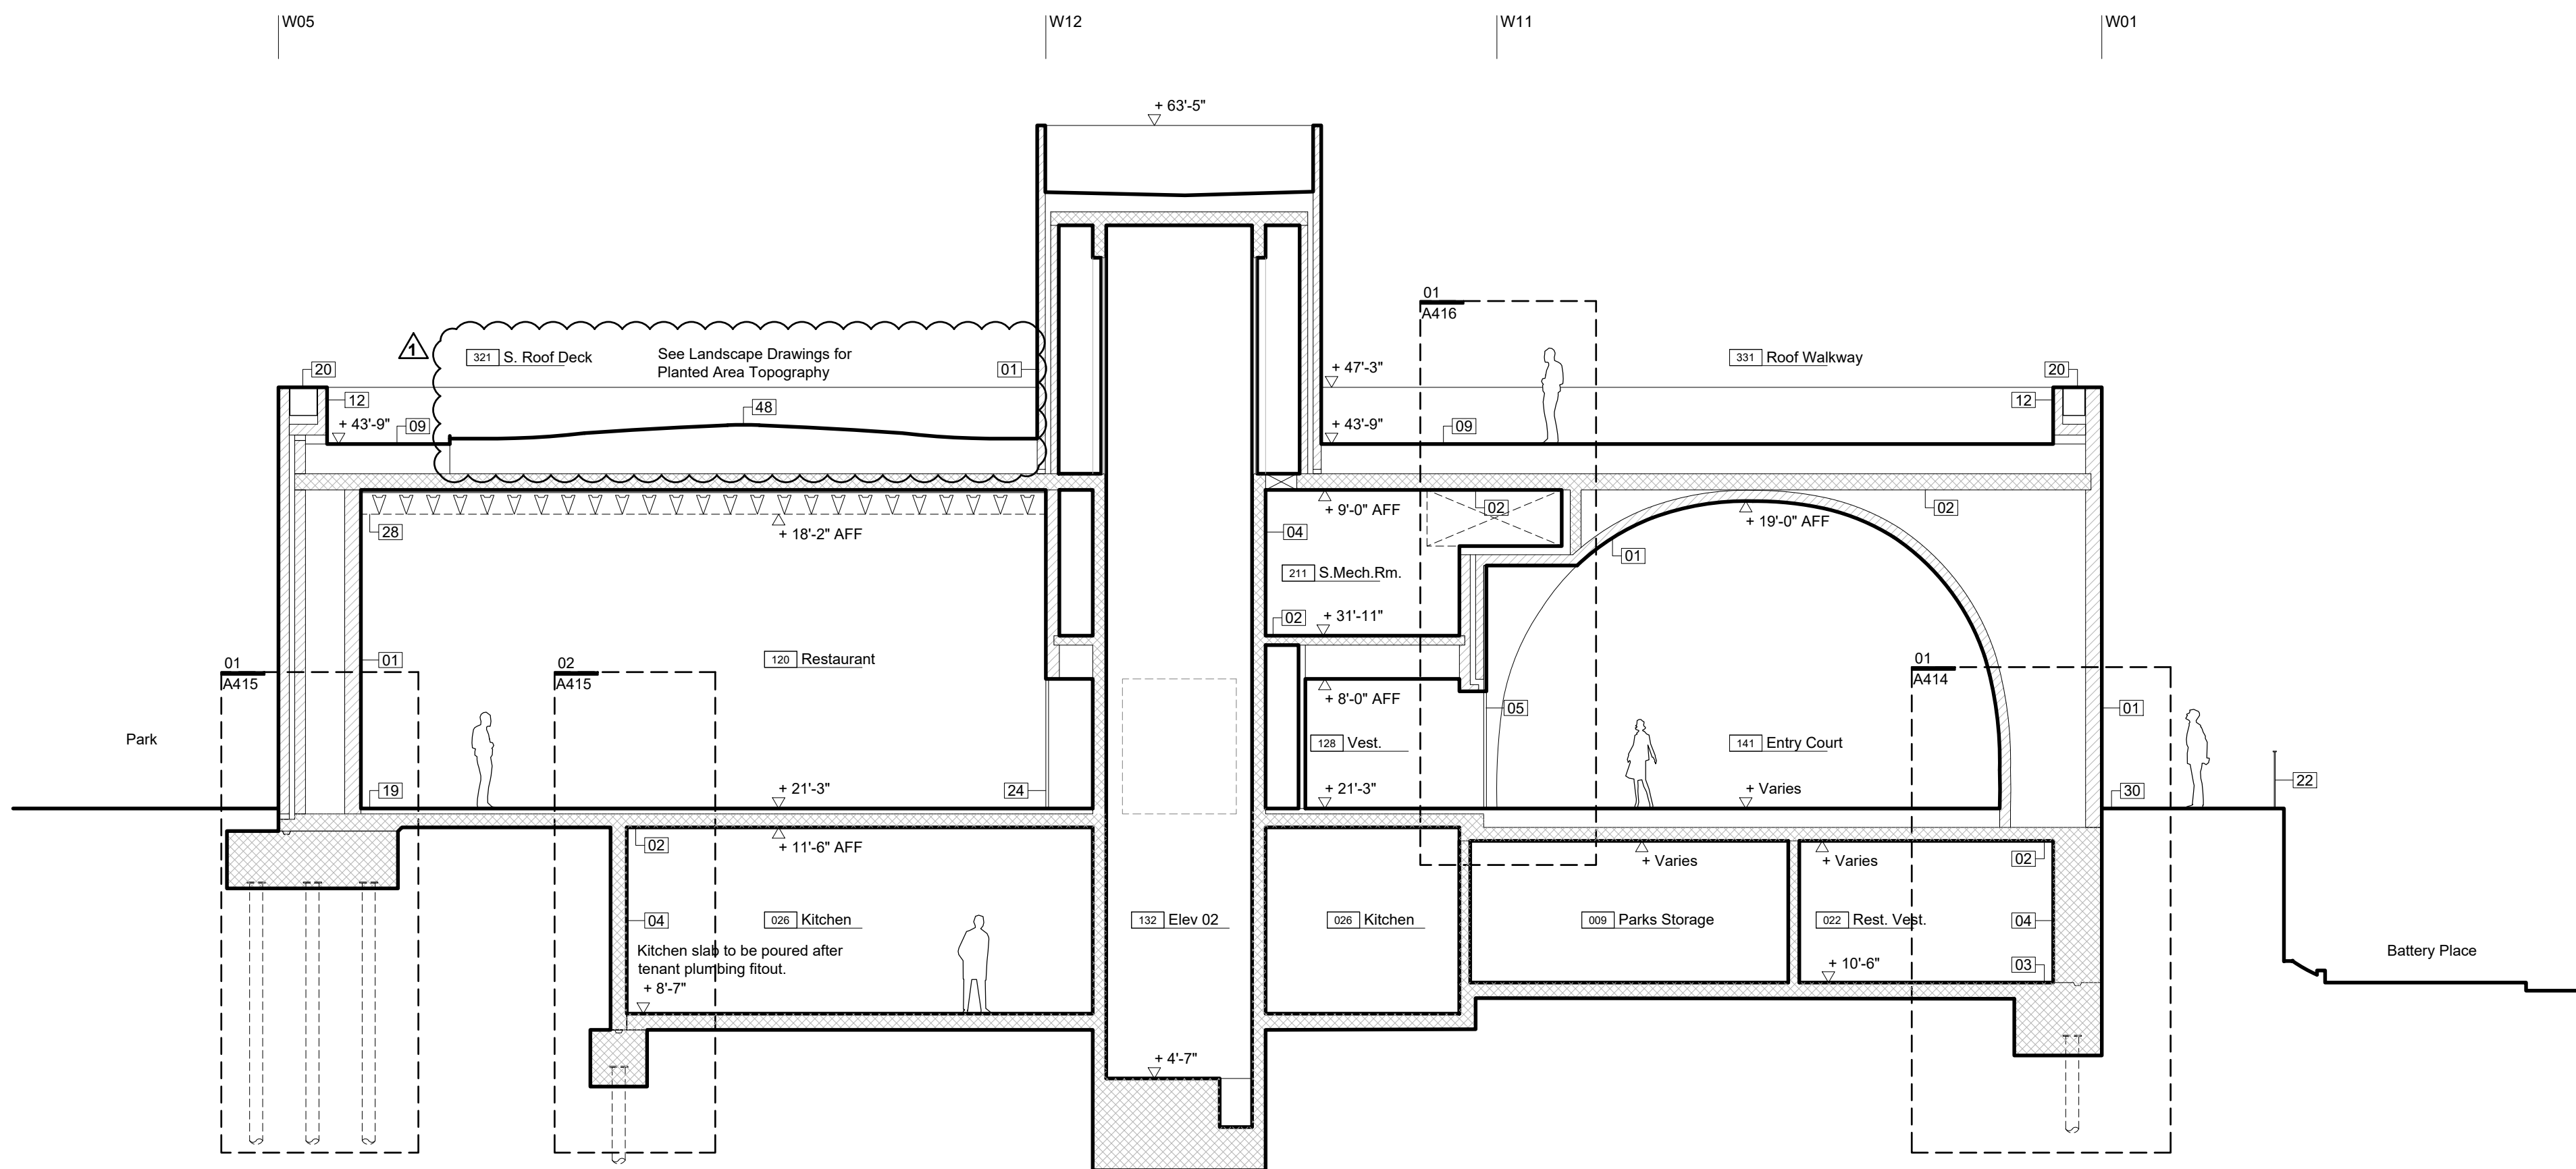 W05
W12
W11
W01
+ 63'-5"
01
A416
1
321 S. Roof Deck
See Landscape Drawings for
Planted Area Topography
01
331 Roof Walkway
20
+ 47'-3"
20
12
48
12
+ 43'-9"
09
+ 43'-9"
09
28
+ 18'-2" AFF
+ 9'-0" AFF
02
02
04
+ 19'-0" AFF
01
211 S.Mech.Rm.
02
+ 31'-11"
01
A415
01
02
A415
120 Restaurant
01
A414
+ 8'-0" AFF
05
01
Park
128 Vest.
141 Entry Court
19
+ 21'-3"
24
+ 21'-3"
+ Varies
30
22
02
+ 11'-6" AFF
+ Varies
+ Varies
02
04
026 Kitchen
132 Elev 02
026 Kitchen
009 Parks Storage
022 Rest. Vest.
04
Kitchen slab to be poured after
tenant plumbing fitout.
Battery Place
+ 8'-7"
+ 10'-6"
03
+ 4'-7"